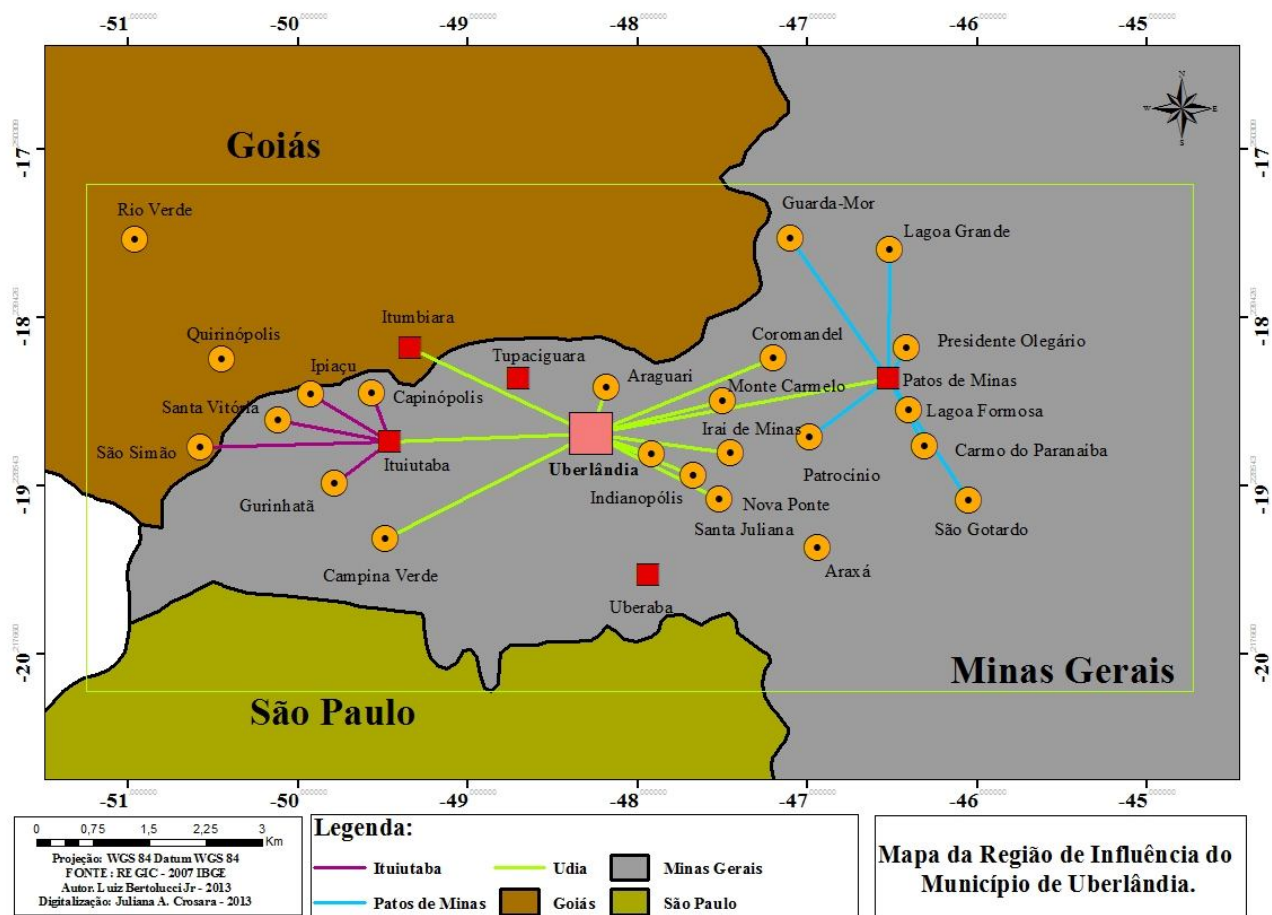 -51 -50 -49 -48 -47 -46 -45
N
W E
S
-17 -17
Goiás
Rio Verde
Guarda-Mor
Lagoa Grande
-18 -18
Itumbiara
Quirinópolis
Coromandel
Presidente Olegário
Tupaciguara
Ipiaçu
Araguari
Patos de Minas
Monte Carmelo
Capinópolis
Santa Vitória
Lagoa Formosa
Iraí de Minas
São Simão
Ituiutaba
Uberlândia
Carmo do Paranaíba
Patrocínio
-19 -19
Indianopólis
Gurinhatã
Nova Ponte
Santa Juliana
São Gotardo
Araxá
Campina Verde
Uberaba
-20 -20
Minas Gerais
São Paulo
-51 -50 -49 -48 -47 -46 -45
0 0,75 1,5 2,25 3
Km
Projeção: WGS 84 Datum WGS 84
FONTE : RE GIC - 2007 IBGE
Autor. Luiz Bertolucci Jr - 2013
Digitalização: Juliana A. Crosara - 2013
Legenda:
Ituiutaba Udia Minas Gerais
Patos de Minas Goiás São Paulo
Mapa da Região de Influência do
Município de Uberlândia.